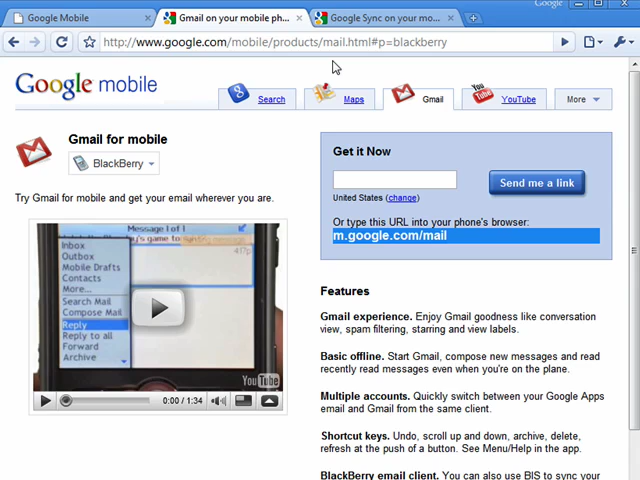 Google
Google Mobile
Gmail on your mobile ph...
Google Sync on your mo...
http://www.google.com/mobile/products/mail.html#p=blackberry
Google mobile
Search
Maps
Gmail
You Tube
YouTube
More
Gmail for mobile
BlackBerry
Try Gmail for mobile and get your email wherever you are.
Message 1 of 1
417p
Inbox
Outbox
Mobile Drafts
Contacts
More...
Search Mail
Compose Mail
Reply
Reply to all
Forward
Archive
YouTube
0:00 / 1:34
Get it Now
Send me a link
United States (change)
Or type this URL into your phone's browser:
m.google.com/mail
Features
Gmail experience. Enjoy Gmail goodness like conversation
view, spam filtering, starring and view labels.
Basic offline. Start Gmail, compose new messages and read
recently read messages even when you're on the plane.
Multiple accounts. Quickly switch between your Google Apps
email and Gmail from the same client.
Shortcut keys. Undo, scroll up and down, archive, delete,
refresh at the push of a button. See Menu/Help in the app.
BlackBerry email client. You can also use BIS to sync your